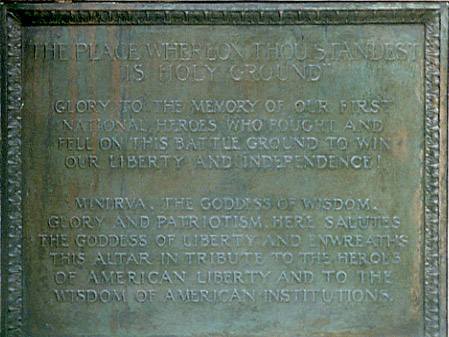 "THE PLACE WHEREON THOU STANDEST
IS HOLY GROUND"
GLORY TO THE MEMORY OF OUR FIRST
NATIONAL HEROES WHO FOUGHT AND
FELL ON THIS BATTLE GROUND TO WIN
OUR LIBERTY AND INDEPENDENCE!
MINERVA, THE GODDESS OF WISDOM,
GLORY AND PATRIOTISM, HERE SALUTES
THE GODDESS OF LIBERTY AND ENWREATHS
THIS ALTAR IN TRIBUTE TO THE HEROES
OF AMERICAN LIBERTY AND TO THE
WISDOM OF AMERICAN INSTITUTIONS.